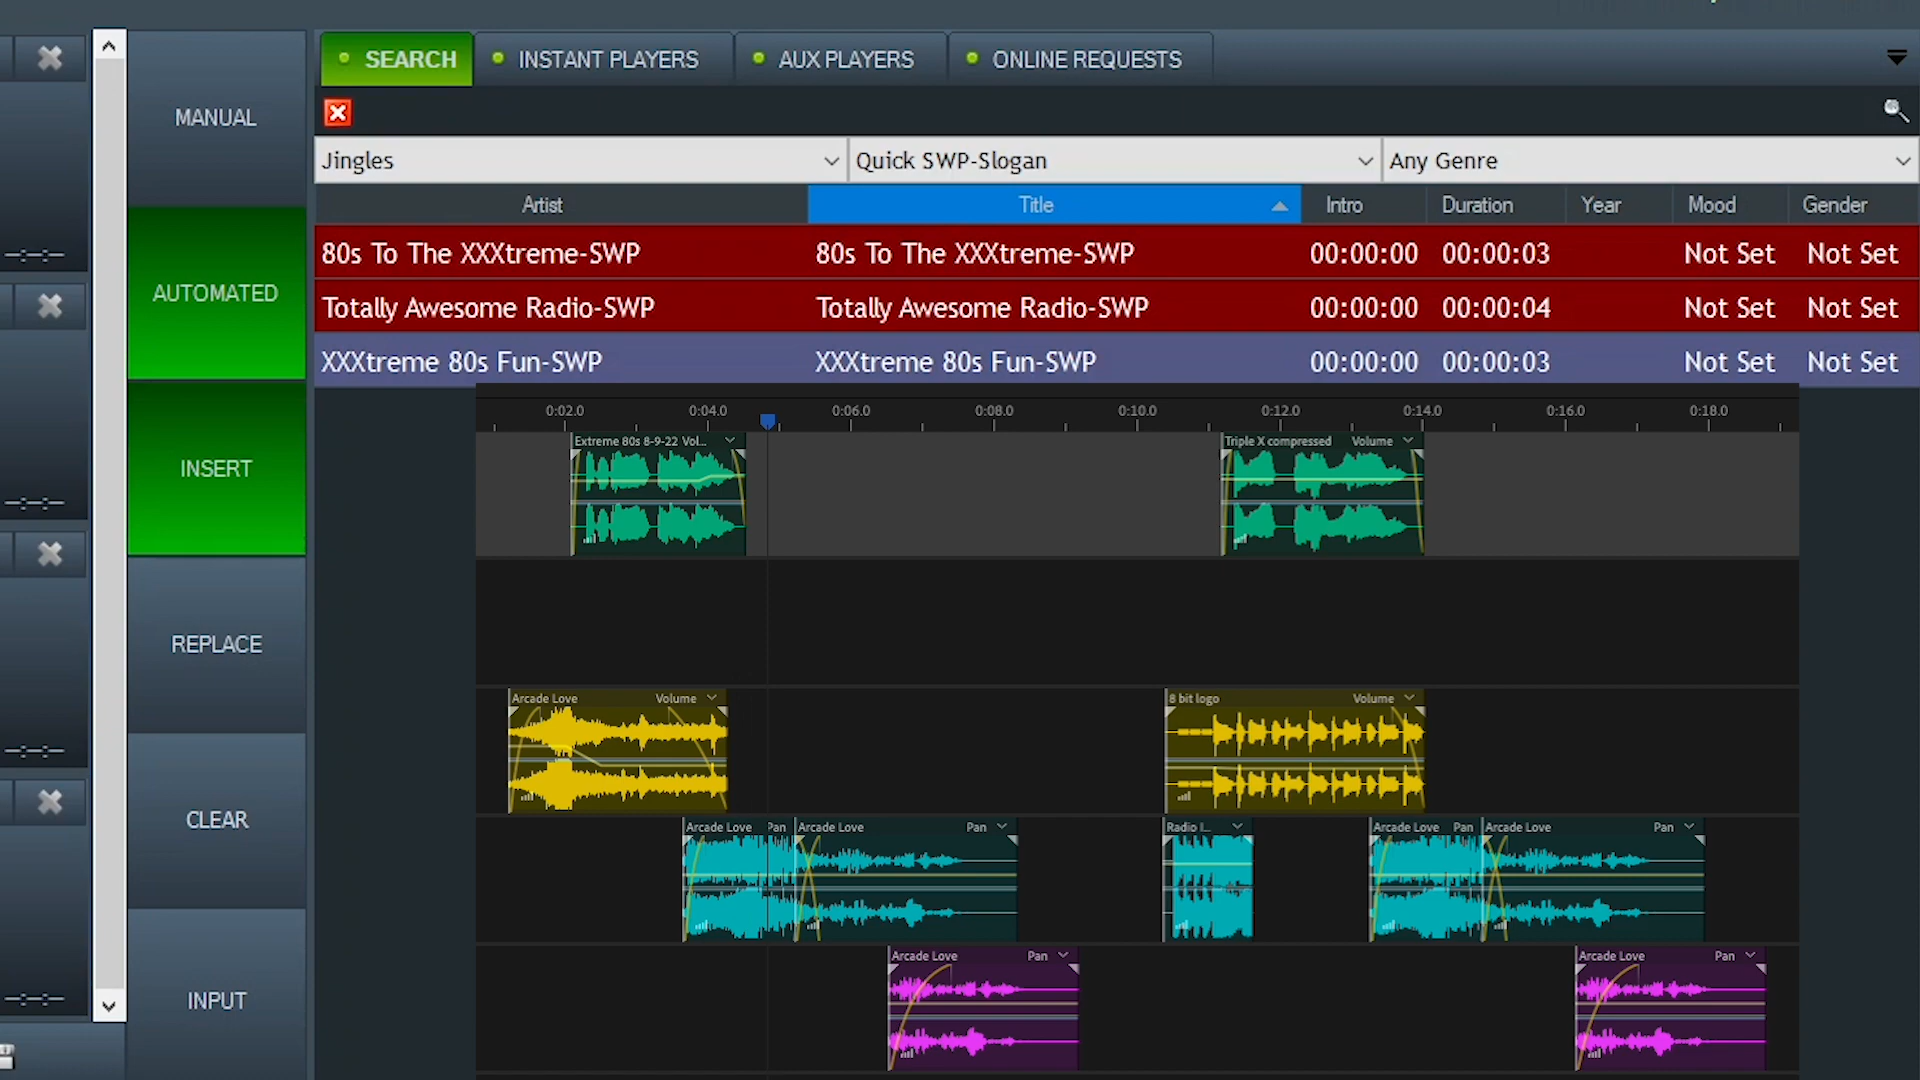 SEARCH INSTANT PLAYERS AUX PLAYERS ONLINE REQUESTS
MANUAL
Jingles Quick SWP-Slogan Any Genre
Artist Title Intro Duration Year Mood Gender
80s To The XXXtreme-SWP 80s To The XXXtreme-SWP 00:00:00 00:00:03 Not Set Not Set
--:--:-- AUTOMATED
Totally Awesome Radio-SWP Totally Awesome Radio-SWP 00:00:00 00:00:04 Not Set Not Set
XXXtreme 80s Fun-SWP XXXtreme 80s Fun-SWP 00:00:00 00:00:03 Not Set Not Set
0:02.0 0:04.0 0:06.0 0:08.0 0:10.0 0:12.0 0:14.0 0:16.0 0:18.0
Extreme 80s 8-9-22 Vol... Triple X compressed Volume
INSERT
--:--:--
REPLACE
Arcade Love Volume 8 bit logo Volume
--:--:--
CLEAR
Arcade Love Pan Arcade Love Pan Radio I... Arcade Love Pan Arcade Love Pan
Arcade Love Pan Arcade Love Pan
--:--:-- INPUT